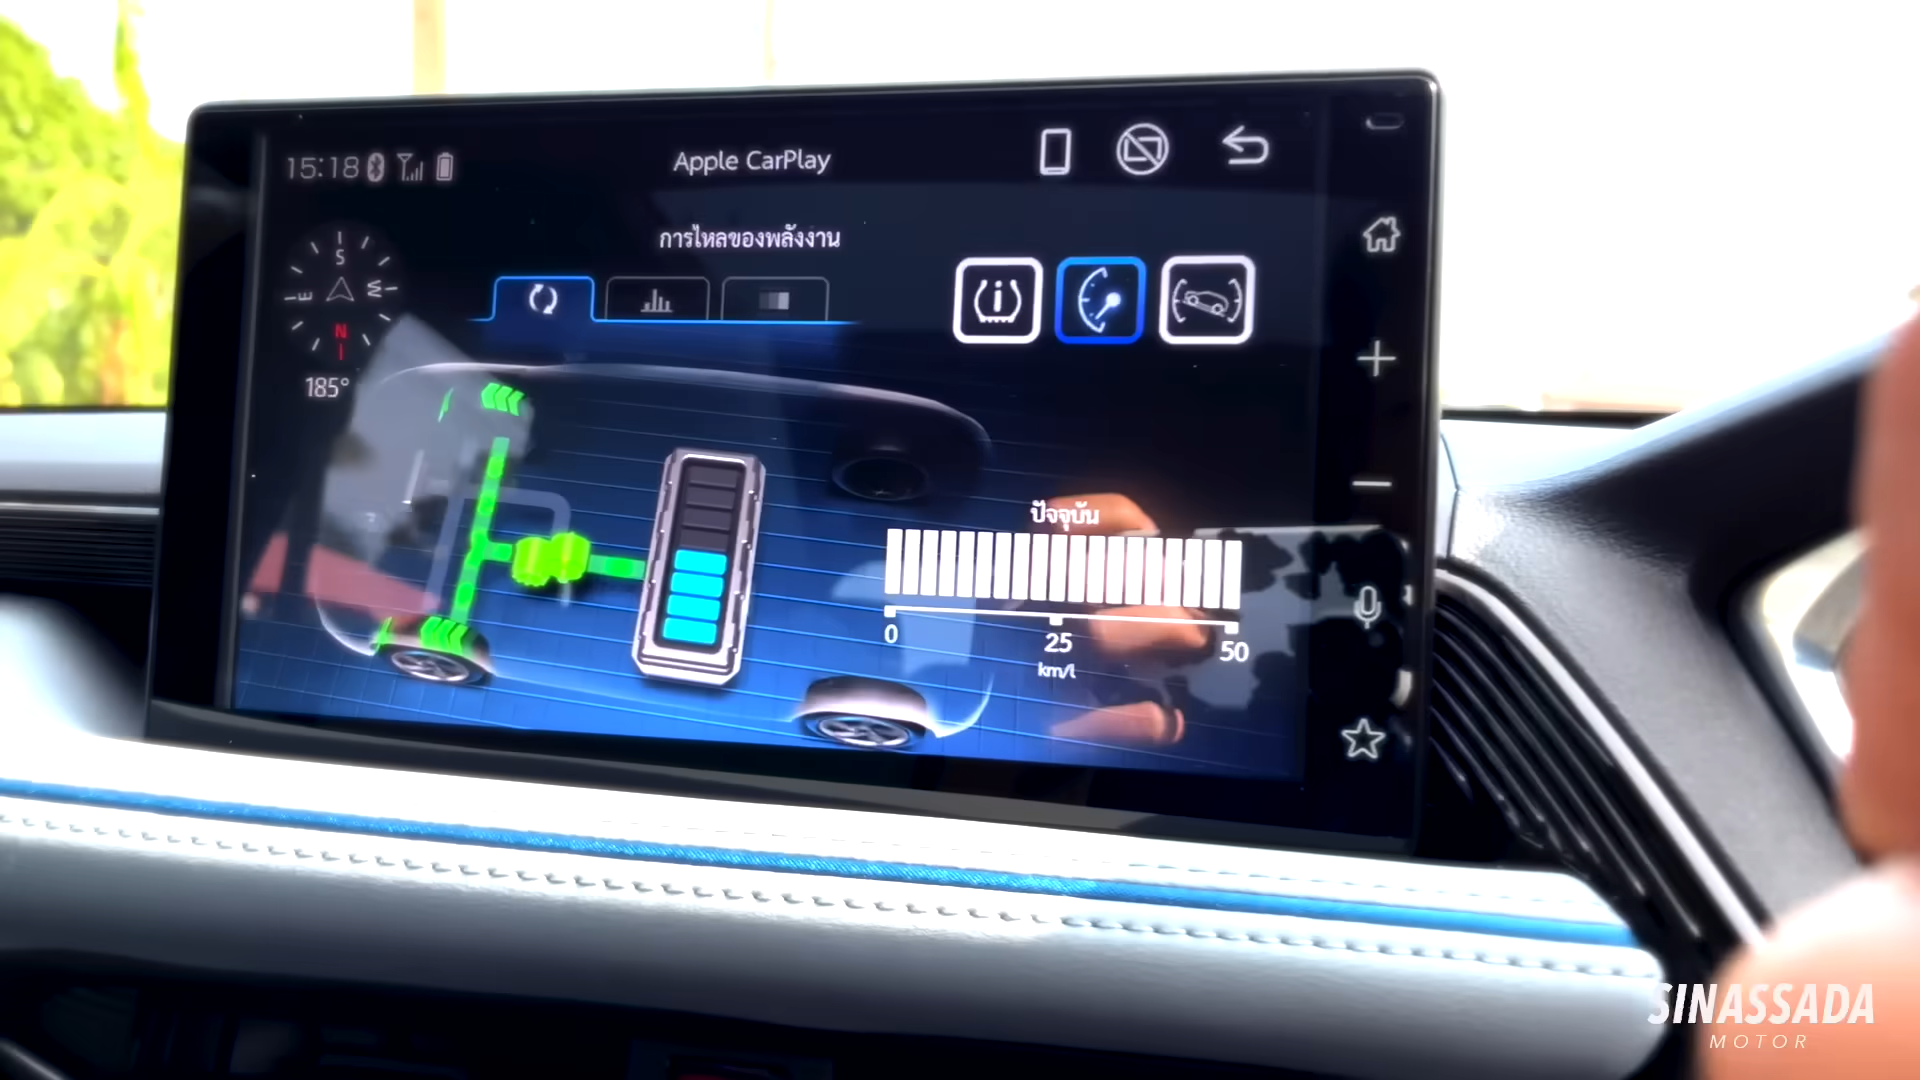 15:18
Apple CarPlay
การไหลของพลังงาน
S
E
W
N
185°
ปัจจุบัน
0
25
50
km/l
SINASSADA
MOTOR